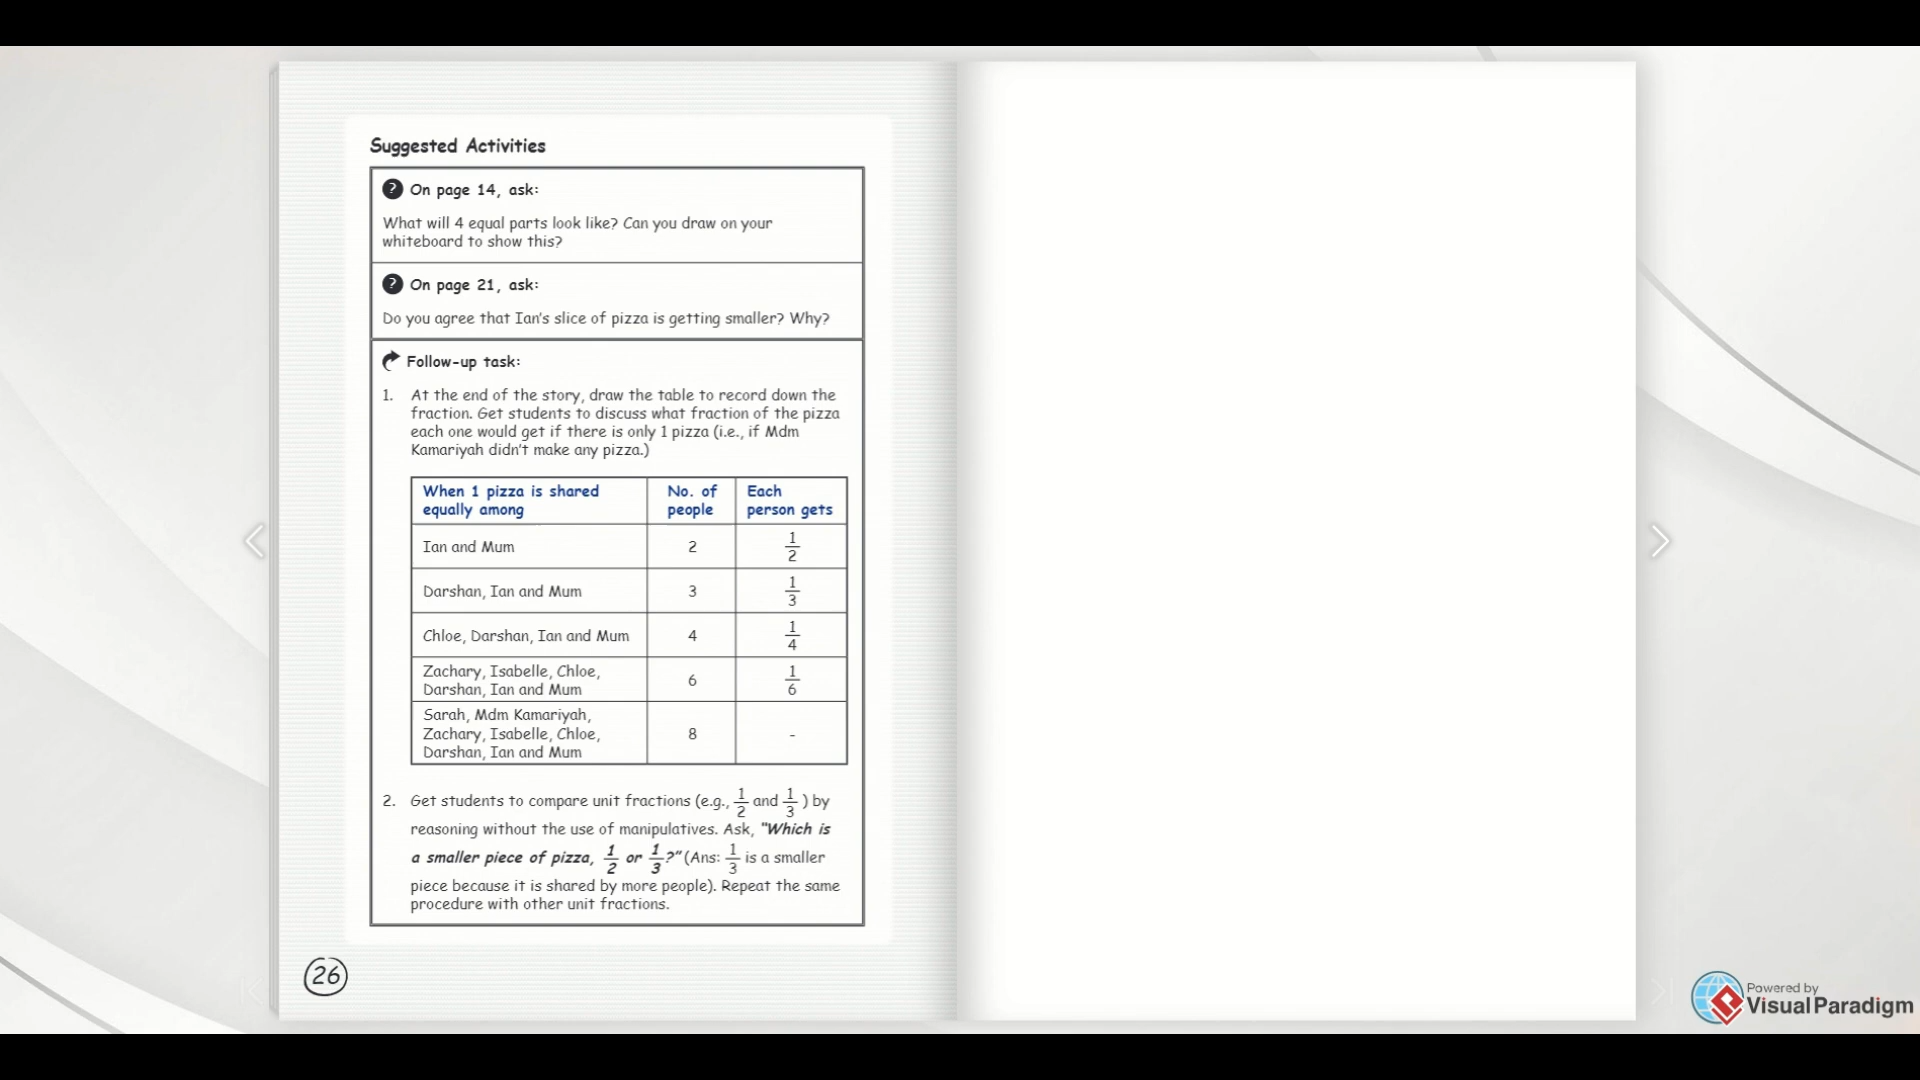 Suggested Activities
? On page 14, ask:
What will 4 equal parts look like? Can you draw on your
whiteboard to show this?
? On page 21, ask:
Do you agree that Ian's slice of pizza is getting smaller? Why?
Follow-up task:
1. At the end of the story, draw the table to record down the
fraction. Get students to discuss what fraction of the pizza
each one would get if there is only 1 pizza (i.e., if Mdm
Kamariyah didn't make any pizza.)
When 1 pizza is shared equally among | No. of people | Each person gets
Ian and Mum | 2 | 1/2
Darshan, Ian and Mum | 3 | 1/3
Chloe, Darshan, Ian and Mum | 4 | 1/4
Zachary, Isabelle, Chloe, Darshan, Ian and Mum | 6 | 1/6
Sarah, Mdm Kamariyah, Zachary, Isabelle, Chloe, Darshan, Ian and Mum | 8 | -
2. Get students to compare unit fractions (e.g., 1/2 and 1/3 ) by
reasoning without the use of manipulatives. Ask, "Which is
a smaller piece of pizza, 1/2 or 1/3?" (Ans: 1/3 is a smaller
piece because it is shared by more people). Repeat the same
procedure with other unit fractions.
26
Powered by
Visual Paradigm